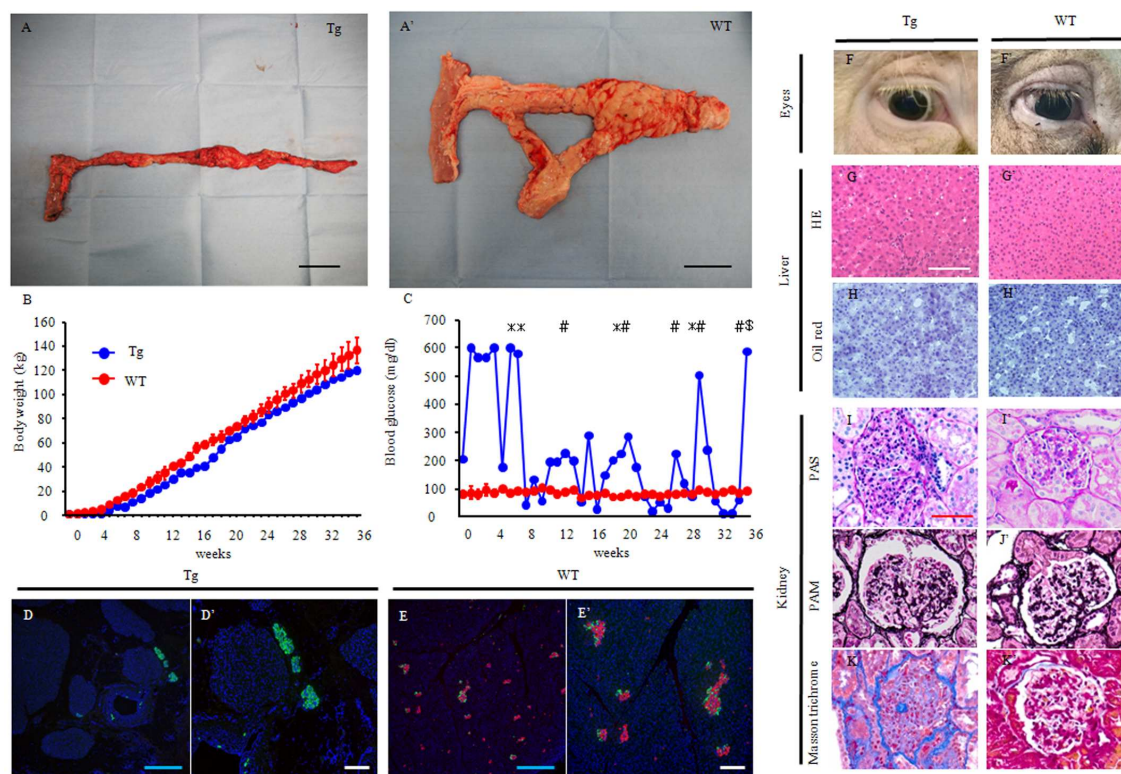 A Tg
A' WT
Tg WT
Eyes
F F'
Liver
HE
G G'
Oil red
H H'
B
160
140
120
100
80
60
40
20
0
Body weight (kg)
Tg
WT
0 4 8 12 16 20 24 28 32 36
weeks
C
700
600
500
400
300
200
100
0
Blood glucose (mg/dl)
** # *# # *# #$
0 4 8 12 16 20 24 28 32 36
weeks
Kidney
PAS
I I'
PAM
J J'
Masson trichrome
K K'
Tg WT
D D' E E'